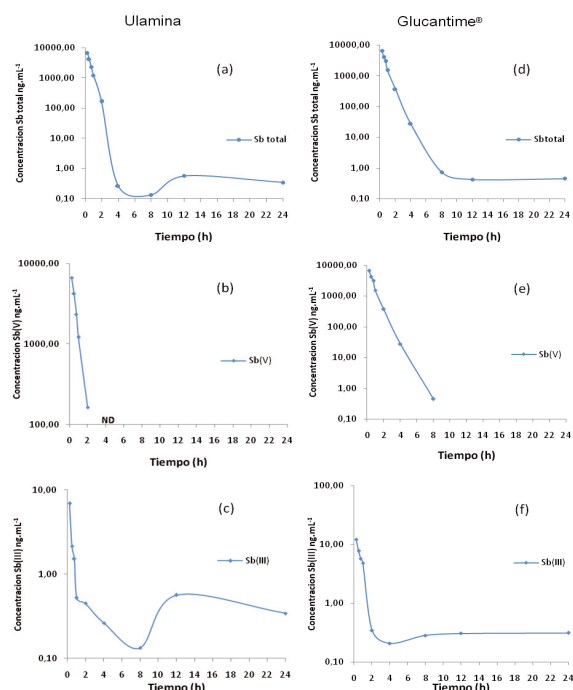 Ulamina
Glucantime®
Concentracion Sb total ng.mL⁻¹
10000,00
1000,00
100,00
10,00
1,00
0,10
(a)
Sb total
0 2 4 6 8 10 12 14 16 18 20 22 24
Tiempo (h)
Concentracion Sb total ng.mL⁻¹
10000,00
1000,00
100,00
10,00
1,00
0,10
(d)
Sbtotal
0 2 4 6 8 10 12 14 16 18 20 22 24
Tiempo (h)
Concentracion Sb(V) ng.mL⁻¹
10000,00
1000,00
100,00
(b)
Sb(V)
ND
0 2 4 6 8 10 12 14 16 18 20 22 24
Tiempo (h)
Concentracion Sb(V) ng.mL⁻¹
10000,00
1000,00
100,00
10,00
1,00
0,10
(e)
Sb(V)
0 2 4 6 8 10 12 14 16 18 20 22 24
Tiempo (h)
Concentracion Sb(III) ng.mL⁻¹
10,00
1,00
0,10
(c)
Sb(III)
0 2 4 6 8 10 12 14 16 18 20 22 24
Tiempo (h)
Concentracion Sb(III) ng.mL⁻¹
100,00
10,00
1,00
0,10
(f)
Sb(III)
0 2 4 6 8 10 12 14 16 18 20 22 24
Tiempo (h)